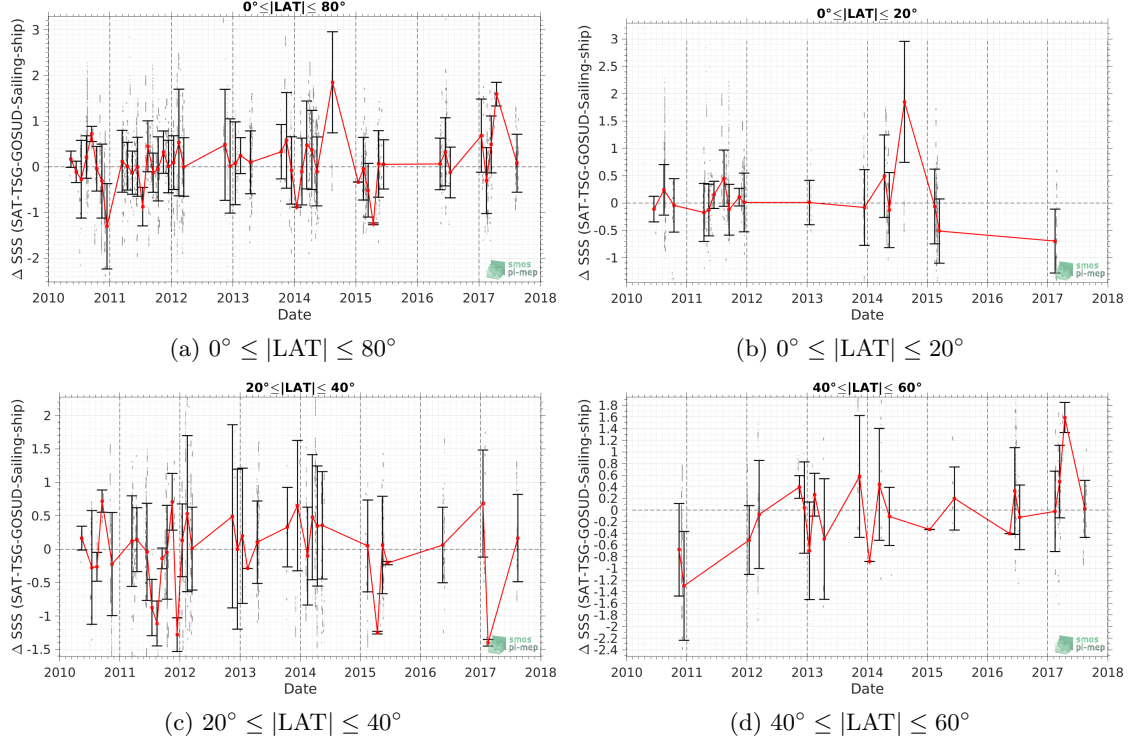 0°≤|LAT|≤ 80°
Δ SSS (SAT-TSG-GOSUD-Sailing-ship)
3
2
1
0
-1
-2
2010 2011 2012 2013 2014 2015 2016 2017 2018
Date
smos
pi-mep
(a) 0° ≤ |LAT| ≤ 80°
0°≤|LAT|≤ 20°
Δ SSS (SAT-TSG-GOSUD-Sailing-ship)
3
2.5
2
1.5
1
0.5
0
-0.5
-1
2010 2011 2012 2013 2014 2015 2016 2017 2018
Date
smos
pi-mep
(b) 0° ≤ |LAT| ≤ 20°
20°≤|LAT|≤ 40°
Δ SSS (SAT-TSG-GOSUD-Sailing-ship)
2
1.5
1
0.5
0
-0.5
-1
-1.5
2010 2011 2012 2013 2014 2015 2016 2017 2018
Date
smos
pi-mep
(c) 20° ≤ |LAT| ≤ 40°
40°≤|LAT|≤ 60°
Δ SSS (SAT-TSG-GOSUD-Sailing-ship)
1.8
1.6
1.4
1.2
1
0.8
0.6
0.4
0.2
0
-0.2
-0.4
-0.6
-0.8
-1
-1.2
-1.4
-1.6
-1.8
-2
-2.2
-2.4
2010 2011 2012 2013 2014 2015 2016 2017 2018
Date
smos
pi-mep
(d) 40° ≤ |LAT| ≤ 60°